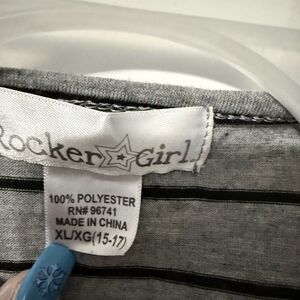 Rocker Girl
100% POLYESTER
RN# 96741
MADE IN CHINA
XL/XG(15-17)